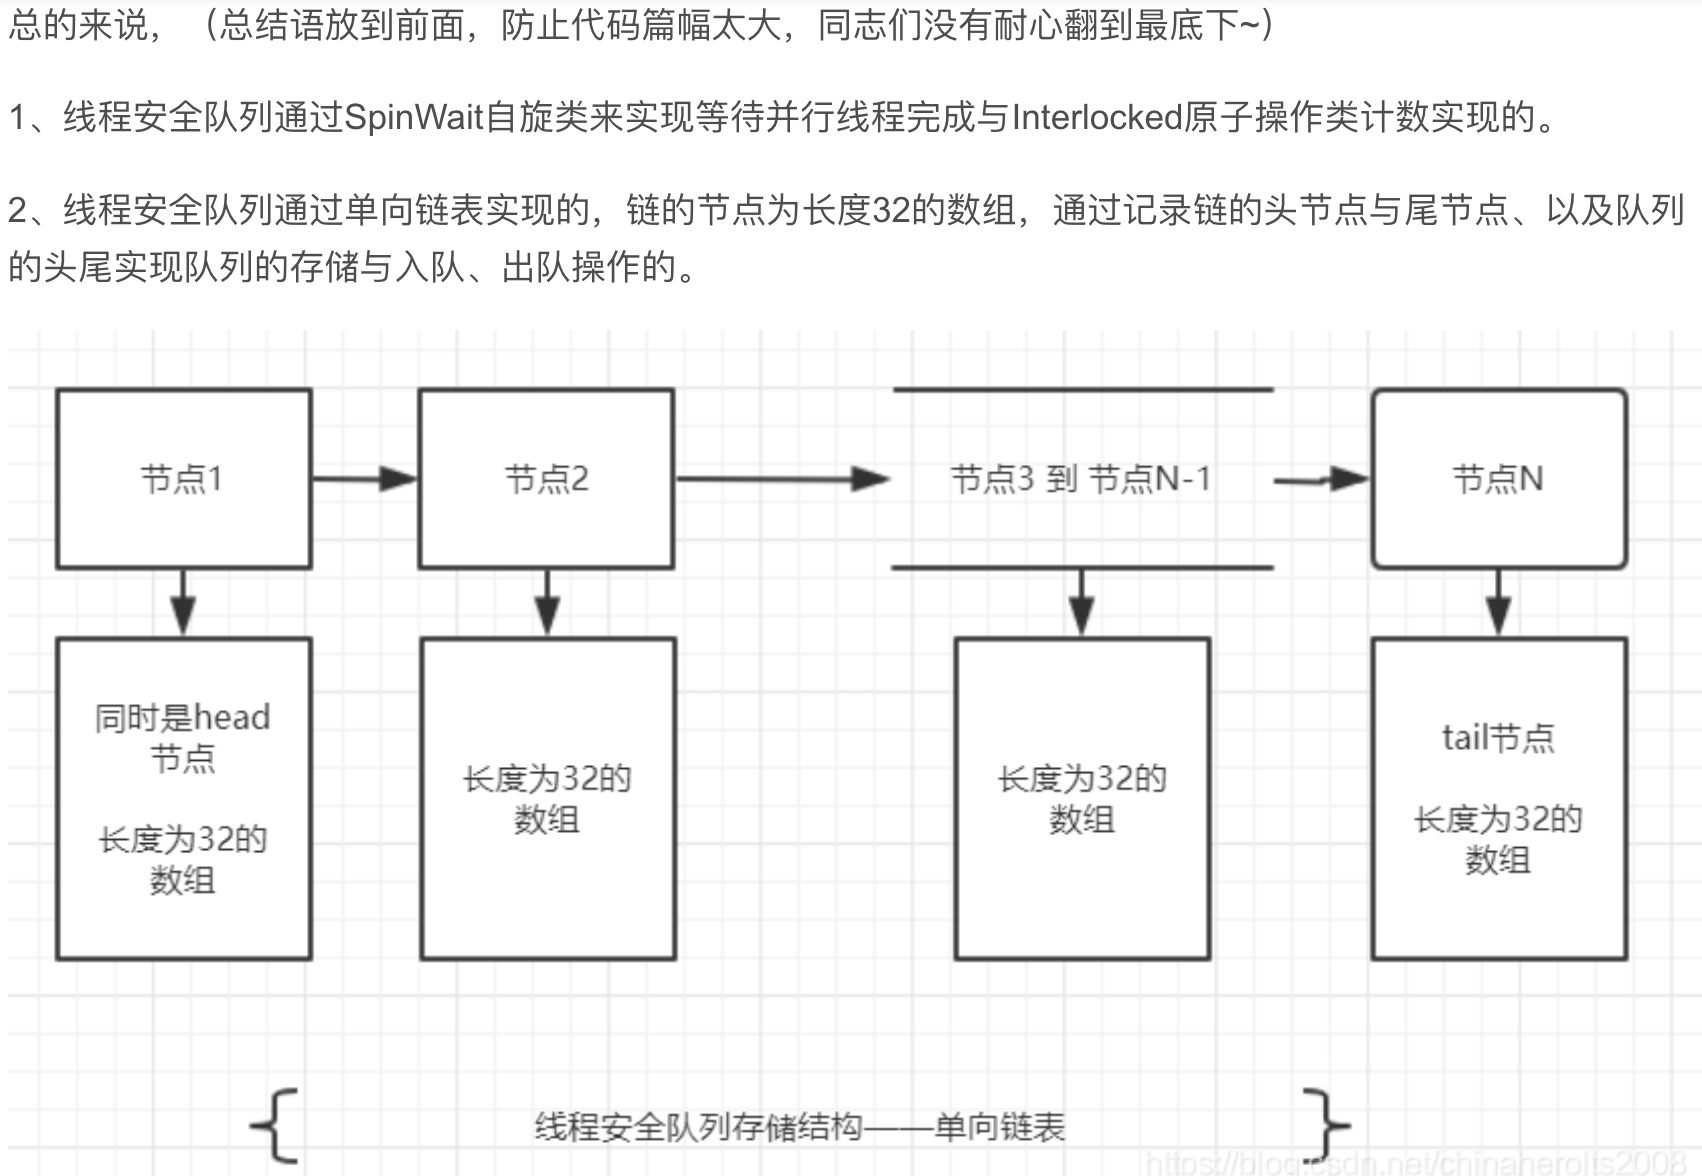 总的来说，（总结语放到前面，防止代码篇幅太大，同志们没有耐心翻到最底下~）
1、线程安全队列通过SpinWait自旋类来实现等待并行线程完成与Interlocked原子操作类计数实现的。
2、线程安全队列通过单向链表实现的，链的节点为长度32的数组，通过记录链的头节点与尾节点、以及队列
的头尾实现队列的存储与入队、出队操作的。
节点1
节点2
节点3 到 节点N-1
节点N
同时是head
节点
长度为32的
数组
长度为32的
数组
长度为32的
数组
tail节点
长度为32的
数组
线程安全队列存储结构——单向链表
https://blog.csdn.net/chinaherolts2008